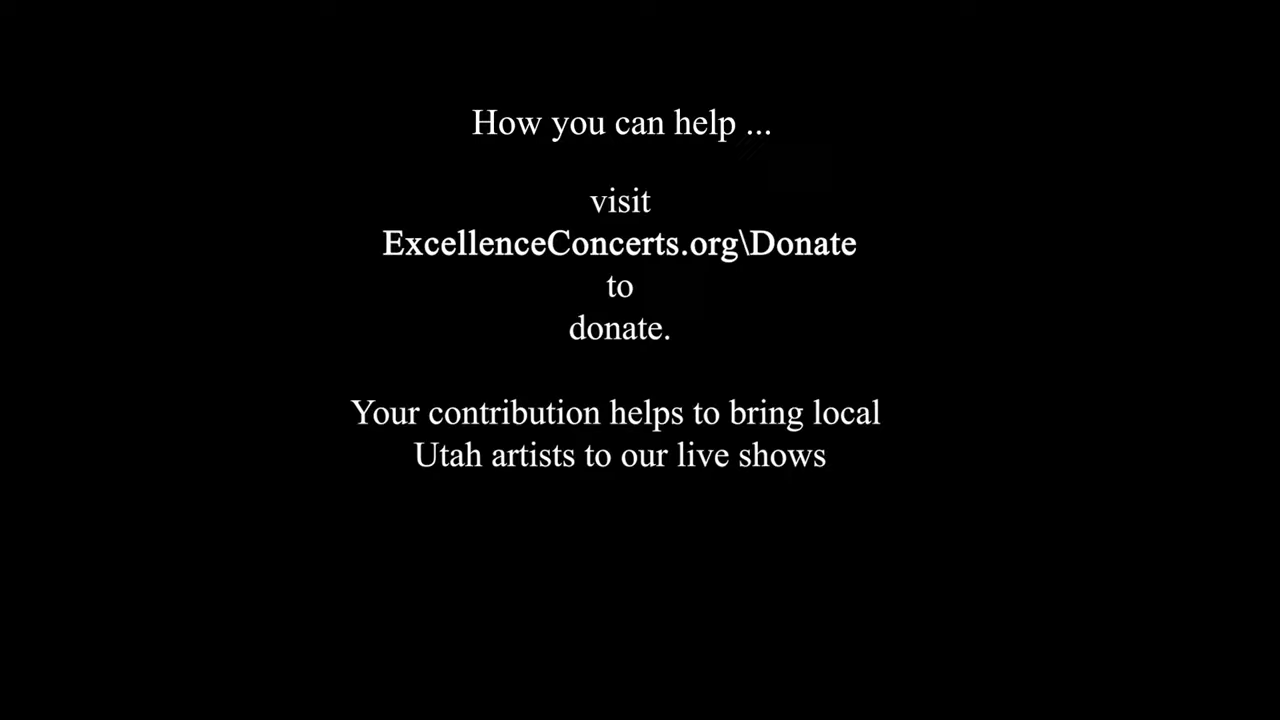 How you can help ...
visit
ExcellenceConcerts.org\Donate
to
donate.
Your contribution helps to bring local
Utah artists to our live shows